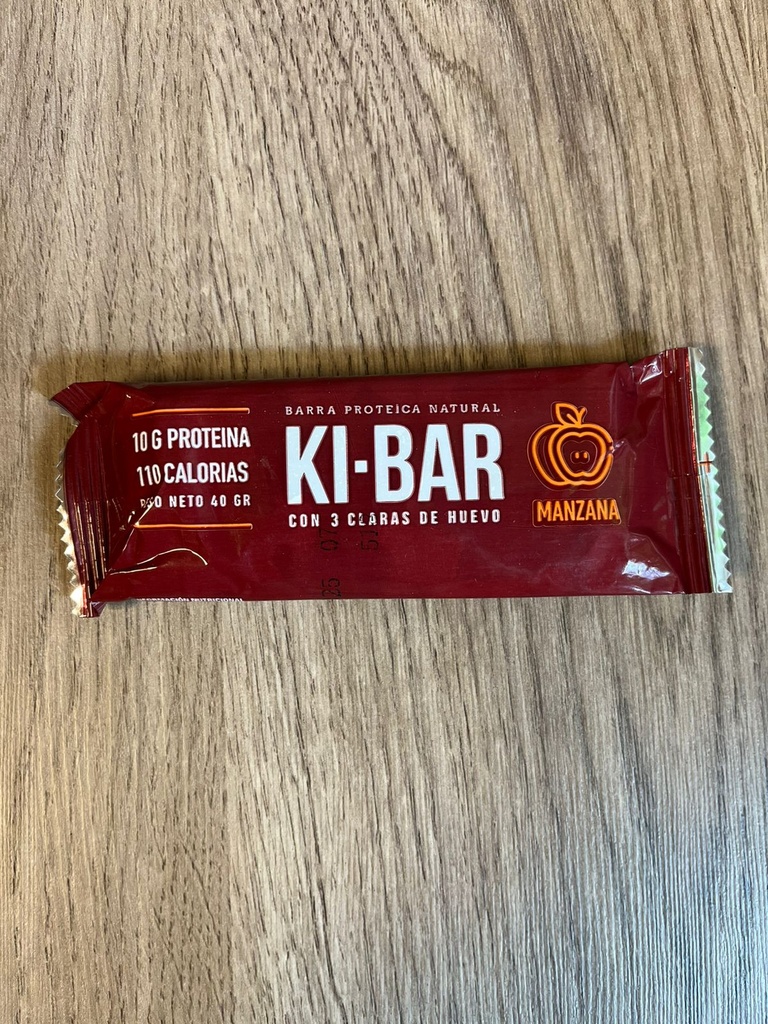 10 G PROTEINA
110 CALORIAS
NETO 40 GR
BARRA PROTEICA NATURAL
KI·BAR
CON 3 CLARAS DE HUEVO
MANZANA